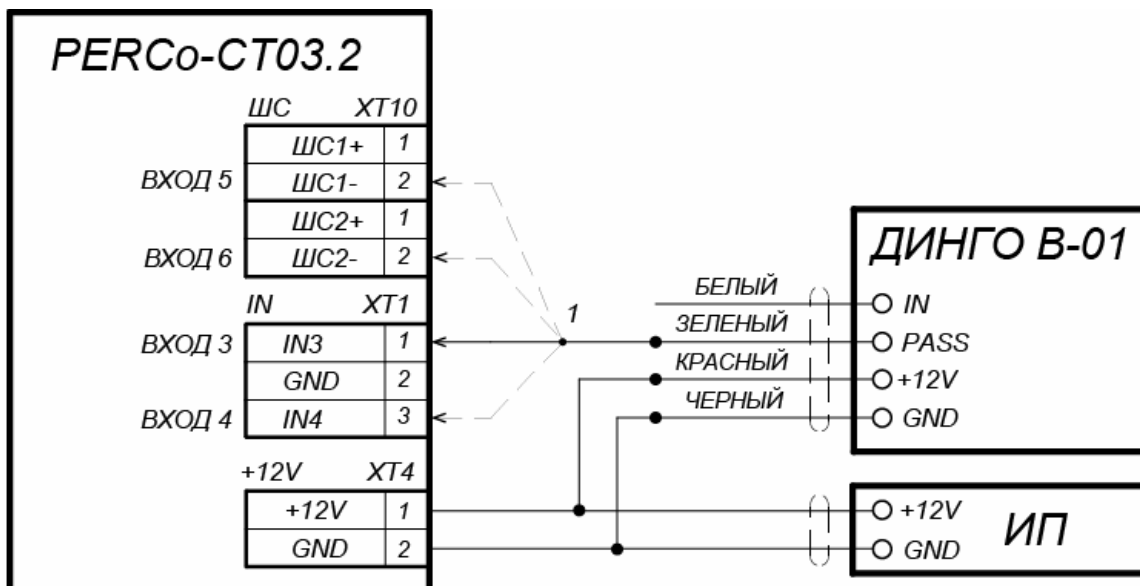 PERCo-CT03.2
ШС XT10
ШС1+ 1
ВХОД 5 ШС1- 2
ШС2+ 1
ВХОД 6 ШС2- 2
IN XT1
ВХОД 3 IN3 1
GND 2
ВХОД 4 IN4 3
+12V XT4
+12V 1
GND 2
1
БЕЛЫЙ
ЗЕЛЕНЫЙ
КРАСНЫЙ
ЧЕРНЫЙ
ДИНГО В-01
IN
PASS
+12V
GND
+12V
ИП
GND